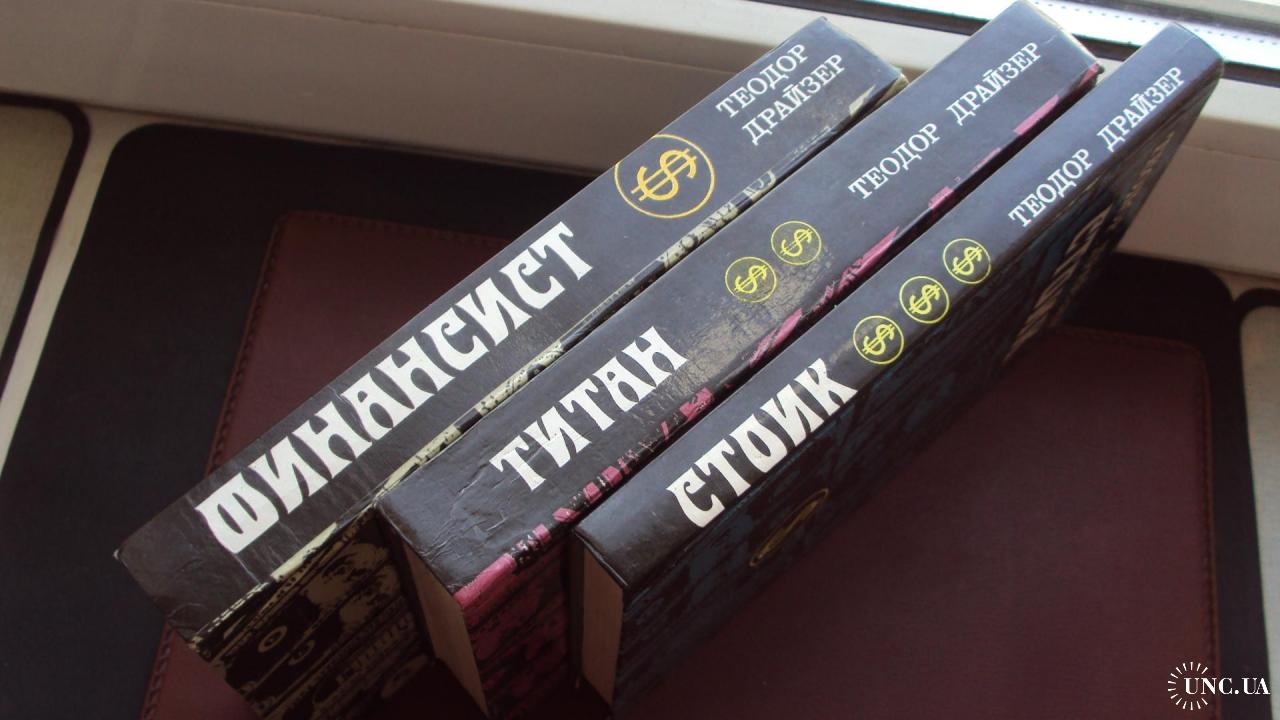 ФИНАНСИСТ
$
ТЕОДОР
ДРАЙЗЕР
ТИТАН
$ $
ТЕОДОР ДРАЙЗЕР
СТОИК
$ $ $
ТЕОДОР ДРАЙЗЕР
UNC.UA